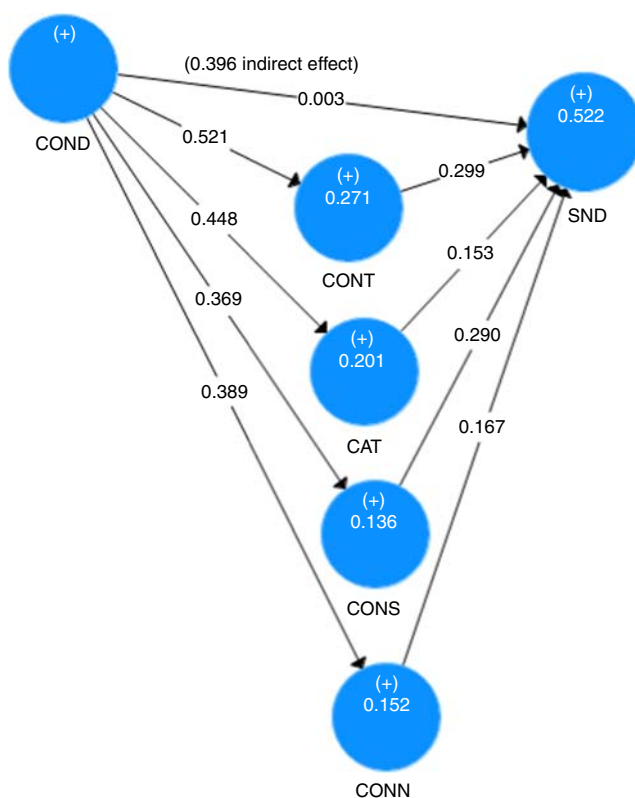 (+)
COND
(0.396 indirect effect)
0.003
(+)
0.522
SND
0.521
(+)
0.271
CONT
0.299
0.448
0.153
(+)
0.201
CAT
0.369
0.290
0.389
0.167
(+)
0.136
CONS
(+)
0.152
CONN